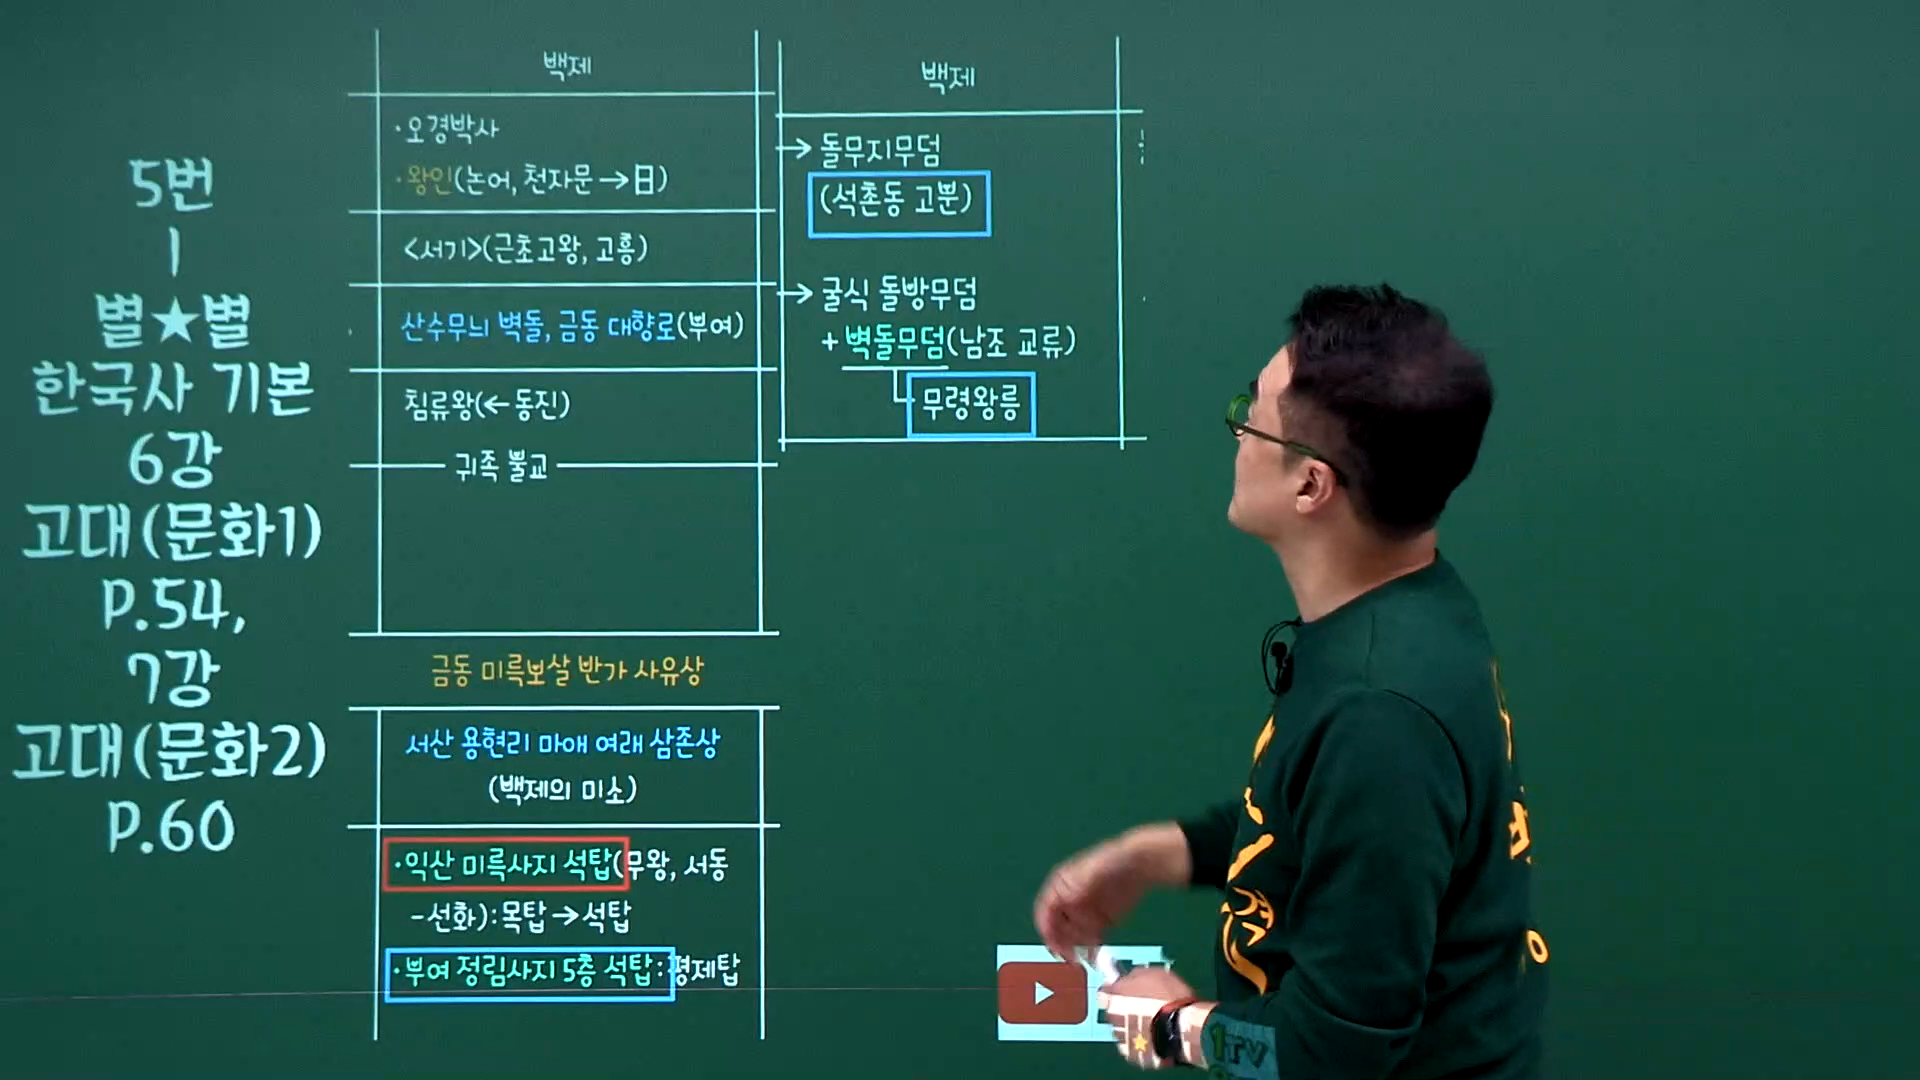 5번
1
별★별
한국사 기본
6강
고대(문화1)
P.54,
7강
고대(문화2)
P.60
백제
·오경박사
·왕인(논어, 천자문→日)
<서기>(근초고왕, 고흥)
산수무늬 벽돌, 금동 대향로(부여)
침류왕(←동진)
귀족 불교
금동 미륵보살 반가 사유상
서산 용현리 마애 여래 삼존상
(백제의 미소)
·익산 미륵사지 석탑(무왕, 서동
-선화):목탑→석탑
·부여 정림사지 5층 석탑:평제탑
백제
→돌무지무덤
(석촌동 고분)
→굴식 돌방무덤
+벽돌무덤(남조 교류)
무령왕릉
1TV